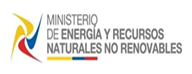 MINISTERIO
DE ENERGÍA Y RECURSOS
NATURALES NO RENOVABLES